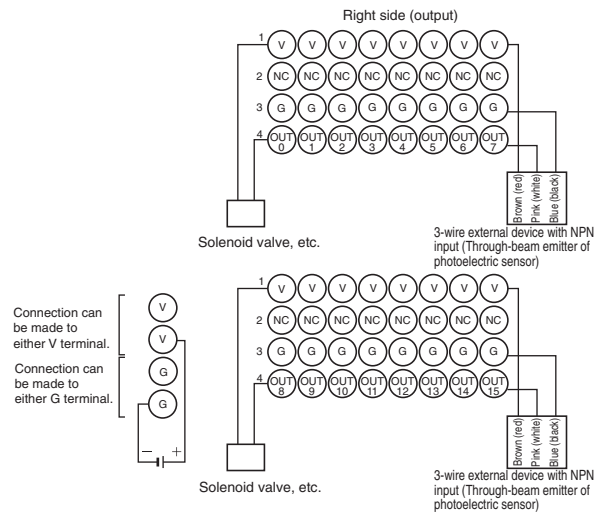 Right side (output)
1 V V V V V V V V
2 NC NC NC NC NC NC NC NC
3 G G G G G G G G
4 OUT 0 OUT 1 OUT 2 OUT 3 OUT 4 OUT 5 OUT 6 OUT 7
Brown (red)
Pink (white)
Blue (black)
Solenoid valve, etc.
3-wire external device with NPN
input (Through-beam emitter of
photoelectric sensor)
Connection can
be made to
either V terminal.
Connection can
be made to
either G terminal.
V
V
G
G
− +
1 V V V V V V V V
2 NC NC NC NC NC NC NC NC
3 G G G G G G G G
4 OUT 8 OUT 9 OUT 10 OUT 11 OUT 12 OUT 13 OUT 14 OUT 15
Brown (red)
Pink (white)
Blue (black)
Solenoid valve, etc.
3-wire external device with NPN
input (Through-beam emitter of
photoelectric sensor)